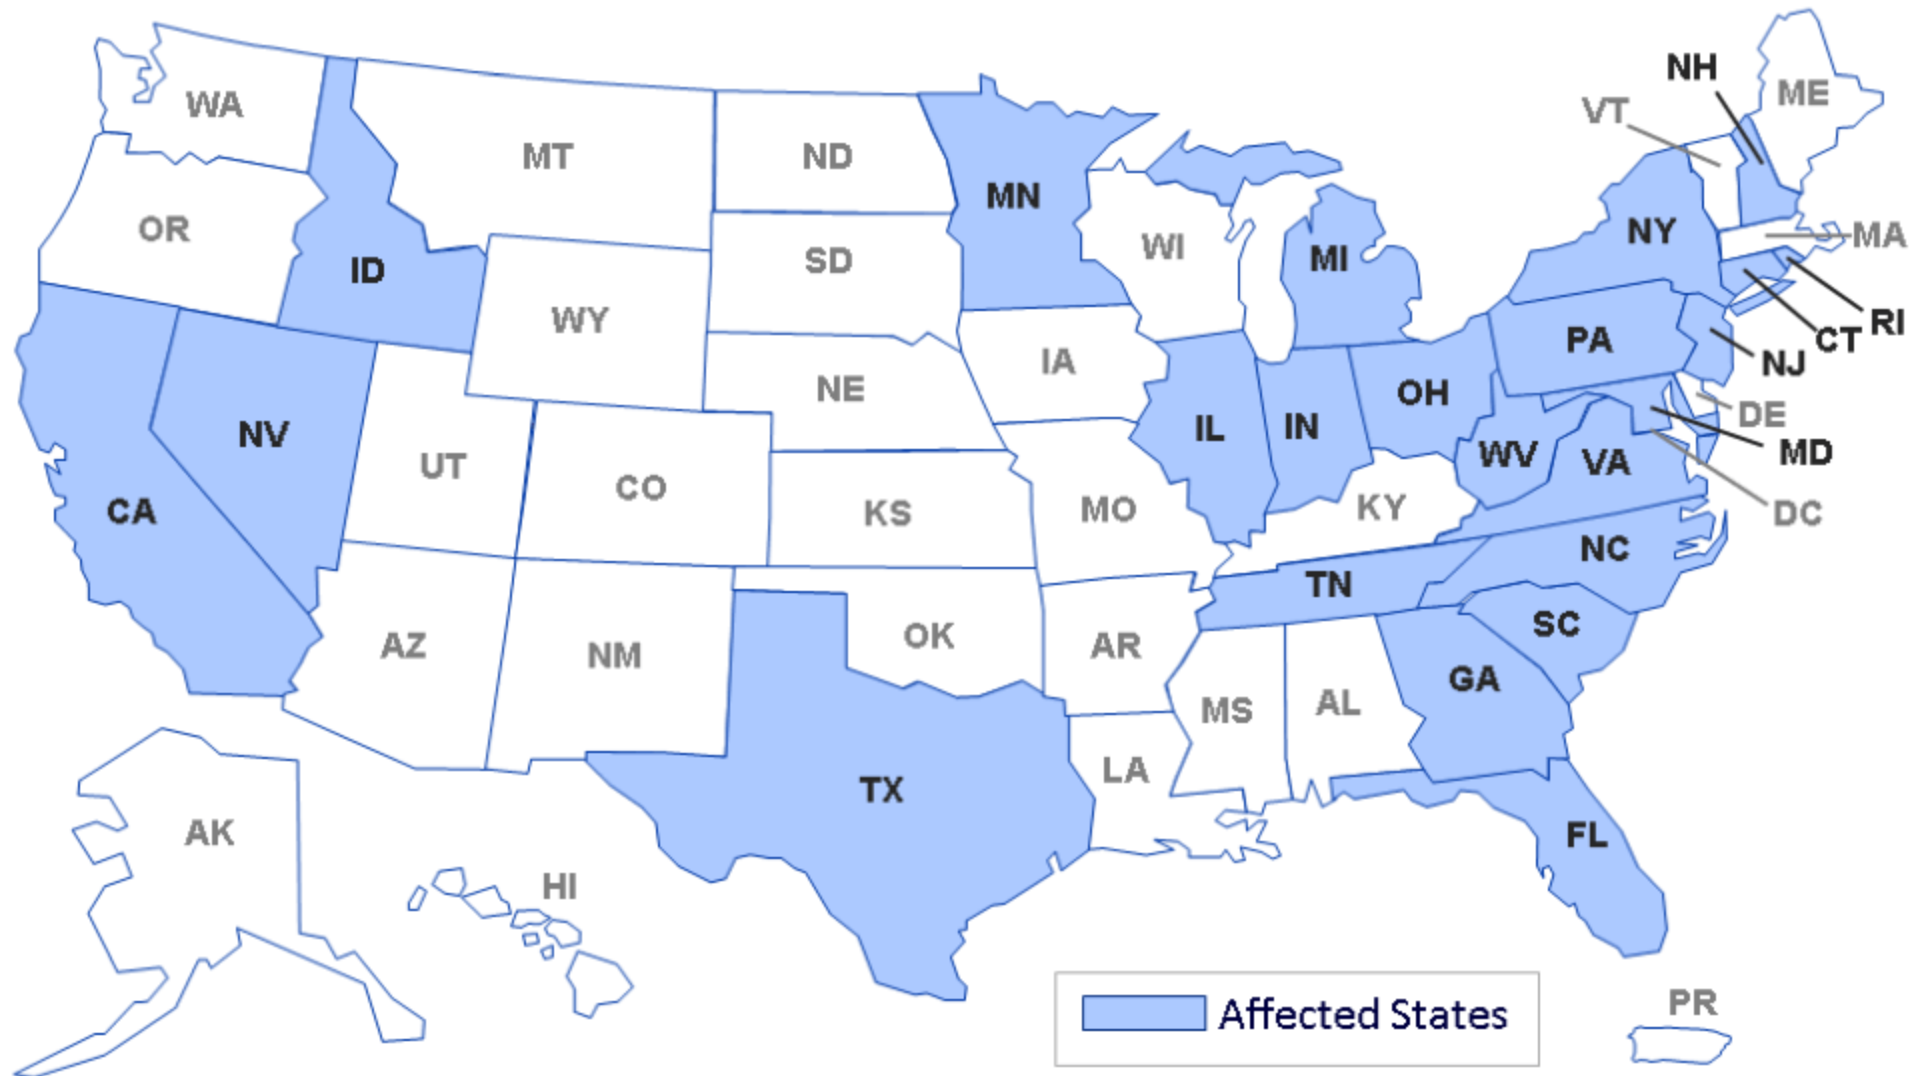 NH
ME
WA
VT
MT
ND
MN
OR
NY
MA
WI
MI
SD
ID
WY
RI
PA
CT
IA
NJ
NE
OH
DE
IL
IN
NV
MD
WV
VA
UT
CO
CA
KS
MO
KY
DC
NC
TN
SC
OK
AZ
AR
NM
GA
MS
AL
LA
TX
AK
FL
HI
PR
Affected States